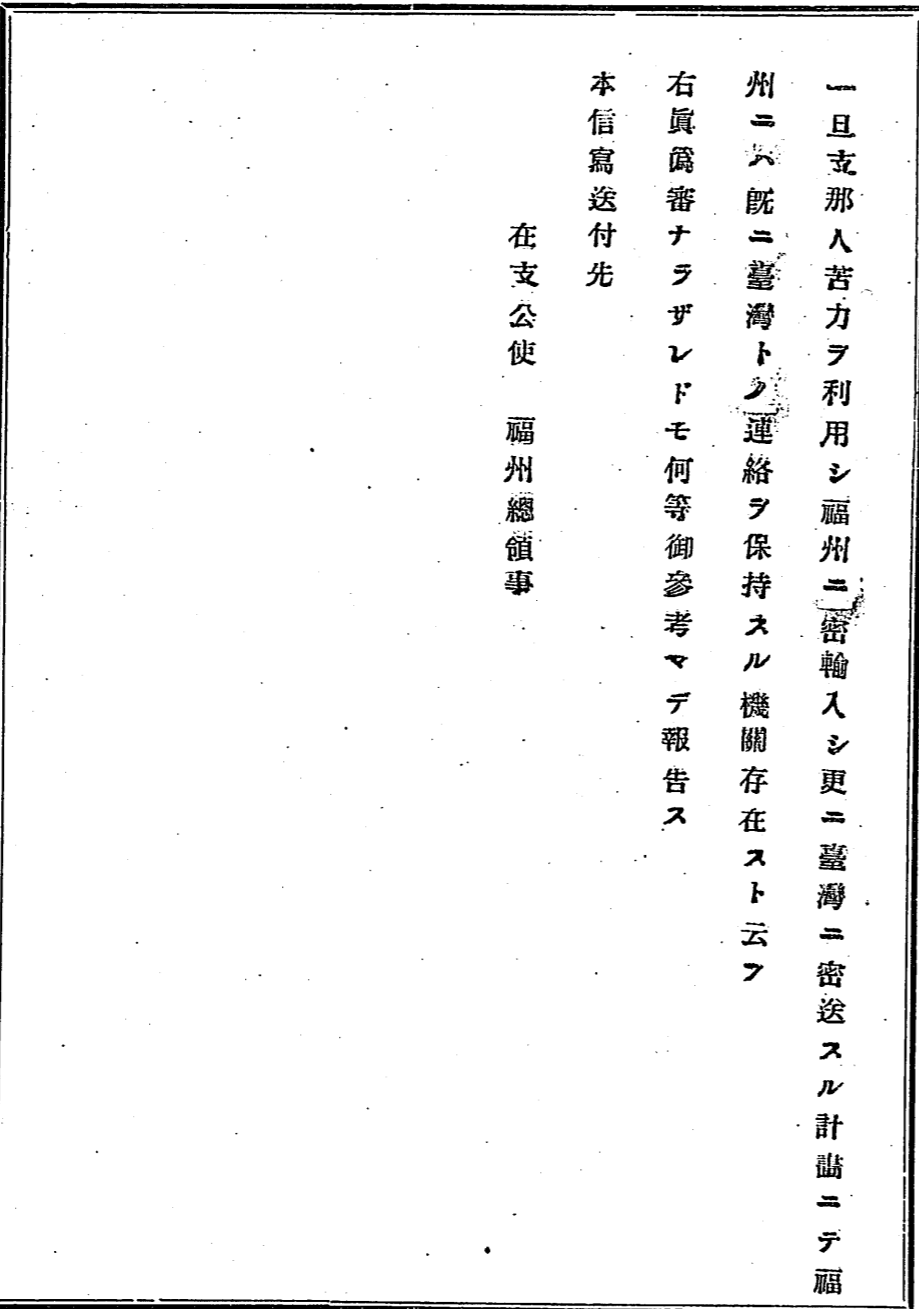 一旦支那人苦力ヲ利用シ福州ニ密輸入シ更ニ臺灣ニ密送スル計畵ニテ福
州ニハ既ニ臺灣トノ連絡ヲ保持スル機關存在スト云フ
右眞僞審ナラザレドモ何等御參考マデ報告ス
本信寫送付先
在支公使　福州總領事